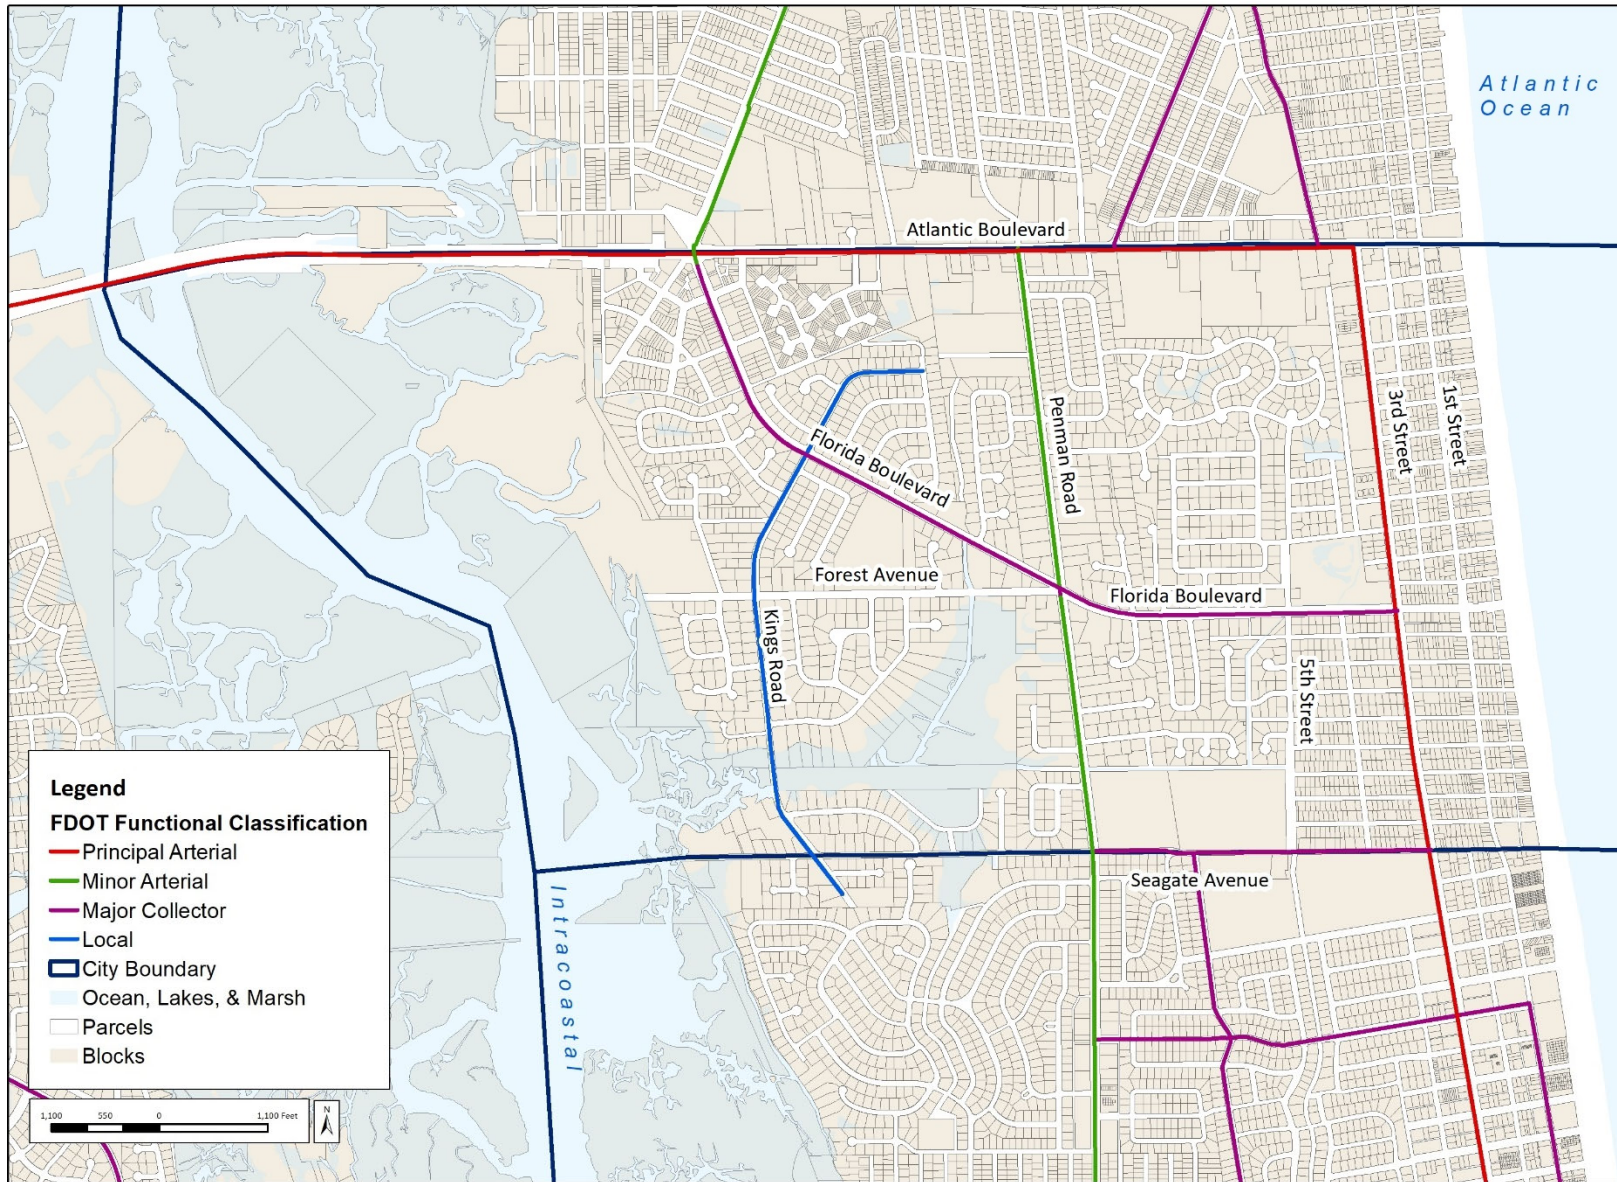 Atlantic
Ocean
Atlantic Boulevard
Florida Boulevard
Penman Road
3rd Street
1st Street
Forest Avenue
Florida Boulevard
Kings Road
5th Street
Seagate Avenue
Intracoastal
Legend
FDOT Functional Classification
Principal Arterial
Minor Arterial
Major Collector
Local
City Boundary
Ocean, Lakes, & Marsh
Parcels
Blocks
1,100 550 0 1,100 Feet
N